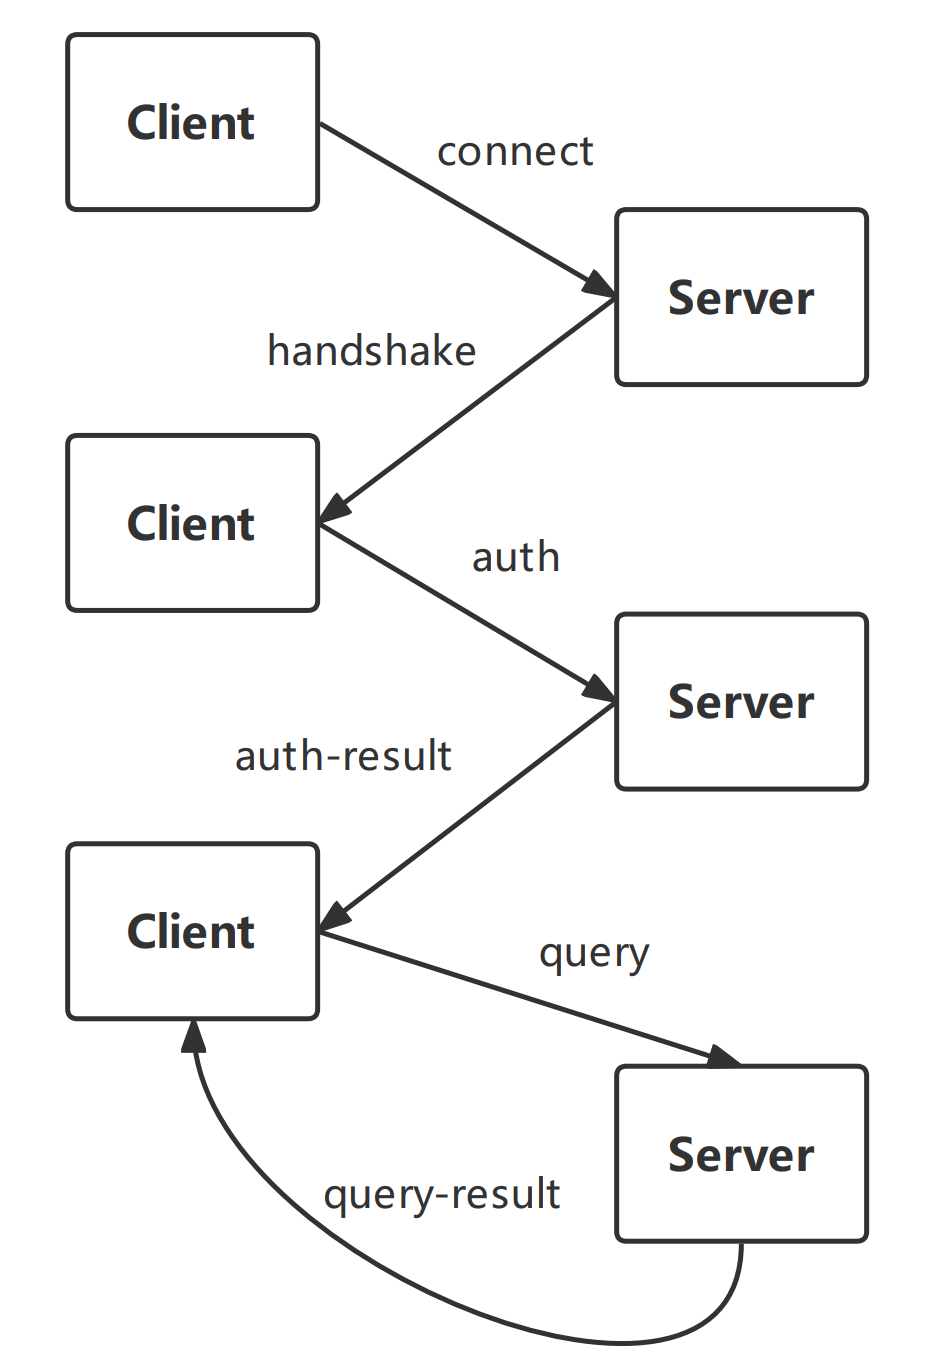 Client
connect
Server
handshake
Client
auth
Server
auth-result
Client
query
Server
query-result